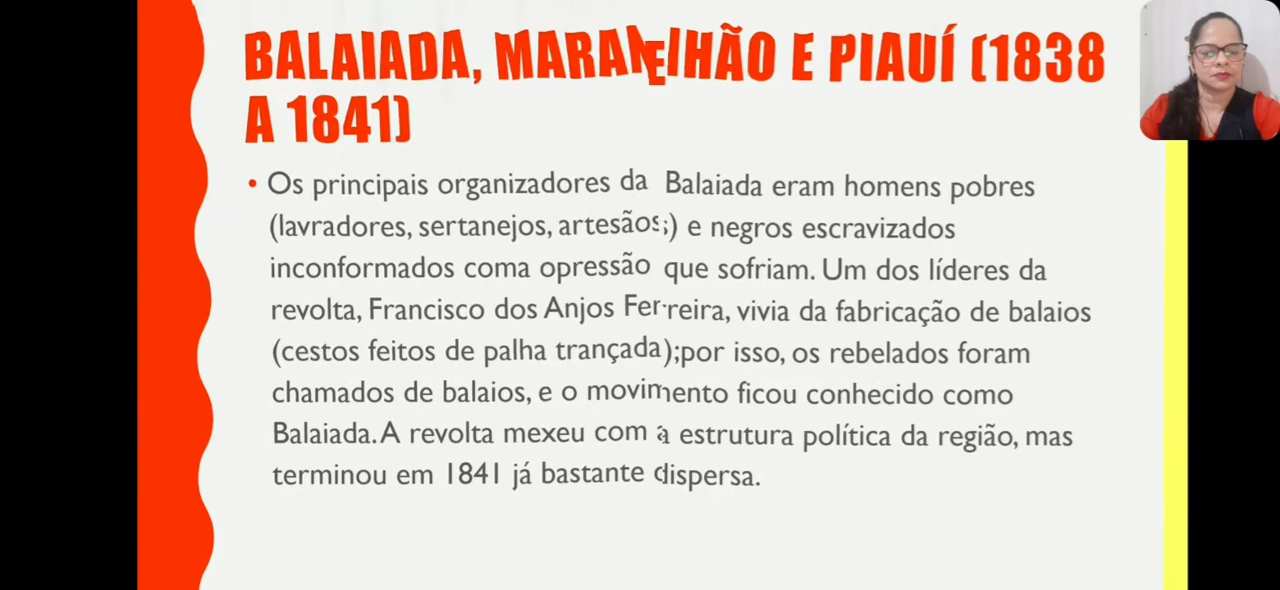 BALAIADA, MARANHÃO E PIAUÍ (1838
A 1841)
• Os principais organizadores da Balaiada eram homens pobres
(lavradores, sertanejos, artesãos;) e negros escravizados
inconformados coma opressão que sofriam. Um dos líderes da
revolta, Francisco dos Anjos Ferreira, vivia da fabricação de balaios
(cestos feitos de palha trançada);por isso, os rebelados foram
chamados de balaios, e o movimento ficou conhecido como
Balaiada. A revolta mexeu com a estrutura política da região, mas
terminou em 1841 já bastante dispersa.